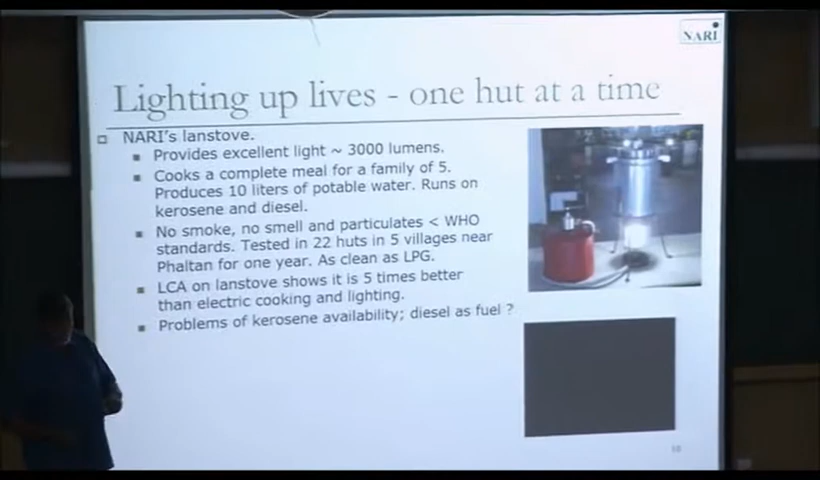 NARI
Lighting up lives - one hut at a time
NARI's lanstove.
Provides excellent light ~ 3000 lumens.
Cooks a complete meal for a family of 5.
Produces 10 liters of potable water. Runs on
kerosene and diesel.
No smoke, no smell and particulates < WHO
standards. Tested in 22 huts in 5 villages near
Phaltan for one year. As clean as LPG.
LCA on lanstove shows it is 5 times better
than electric cooking and lighting.
Problems of kerosene availability; diesel as fuel ?